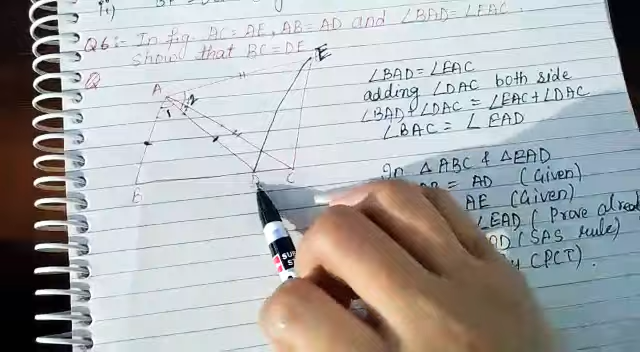 Q6:- In fig. AC = AE, AB = AD and ∠BAD = ∠EAC.
show that BC = DE
A
E
1
2
B
D
C
∠BAD = ∠EAC
adding ∠DAC both side
∠BAD + ∠DAC = ∠EAC + ∠DAC
∠BAC = ∠EAD
In △ABC & △EAD
= AD (Given)
AE (Given)
∠EAD (Prove
(SAS rule)
CPCT).